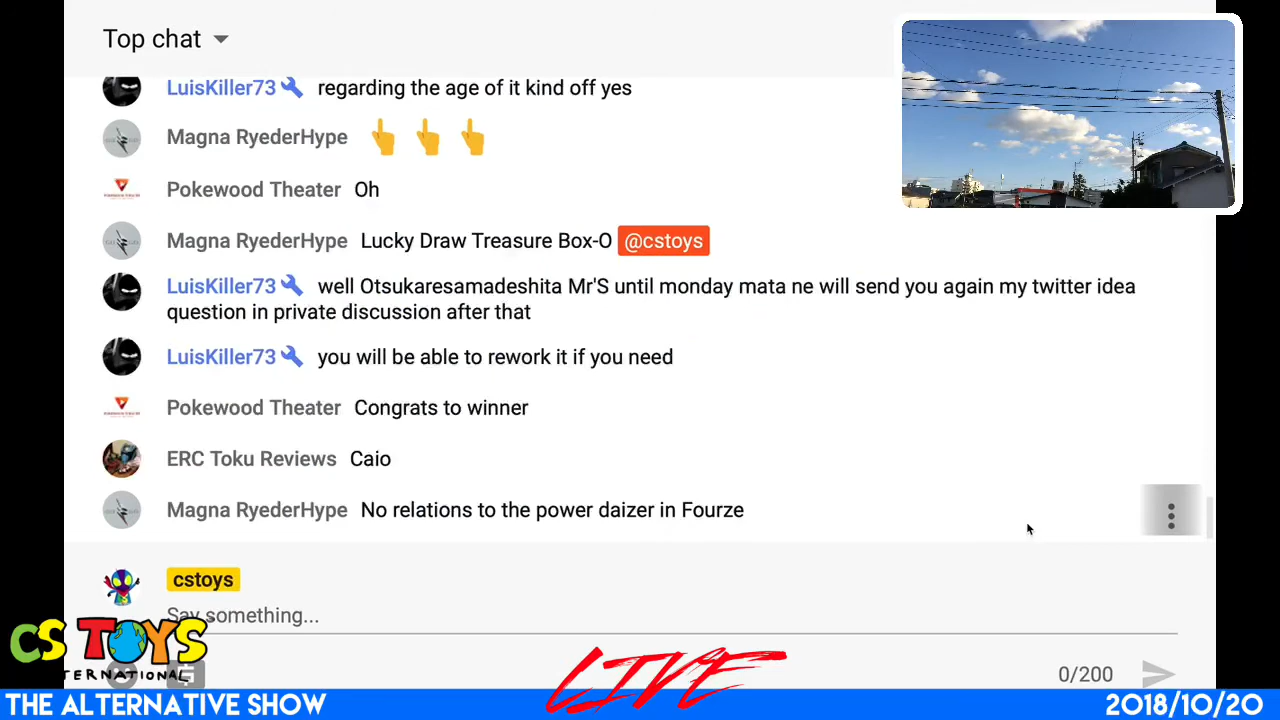 Top chat
LuisKiller73 regarding the age of it kind off yes
Magna RyederHype 👆 👆 👆
Pokewood Theater Oh
Magna RyederHype Lucky Draw Treasure Box-O @cstoys
LuisKiller73 well Otsukaresamadeshita Mr'S until monday mata ne will send you again my twitter idea
question in private discussion after that
LuisKiller73 you will be able to rework it if you need
Pokewood Theater Congrats to winner
ERC Toku Reviews Caio
Magna RyederHype No relations to the power daizer in Fourze
cstoys
Say something...
CS TOYS
TERNATIONAL
LIVE
0/200
THE ALTERNATIVE SHOW
2018/10/20